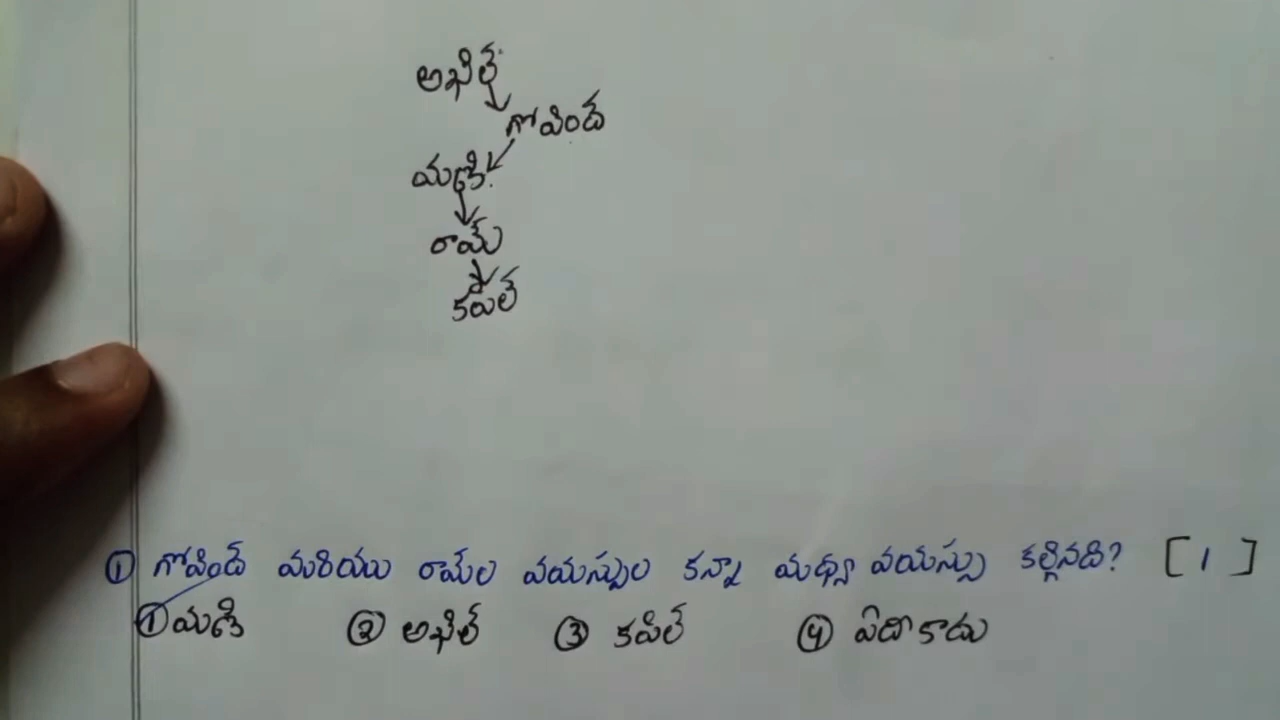 అఖిల్
గోవింద్
మణి
రామ్
కపిల్
① గోవింద్ మరియు రామ్‌ల వయస్సుల కన్నా మధ్య వయస్సు కల్గినది? [ 1 ]
① మణి ② అఖిల్ ③ కపిల్ ④ ఏదికాదు